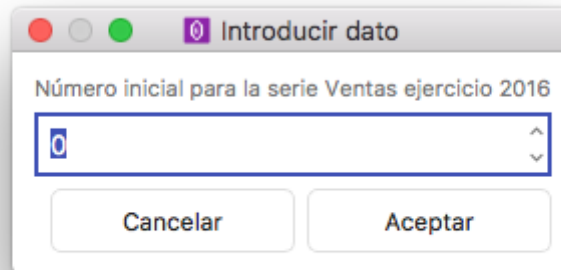 Introducir dato
Número inicial para la serie Ventas ejercicio 2016
0
Cancelar Aceptar